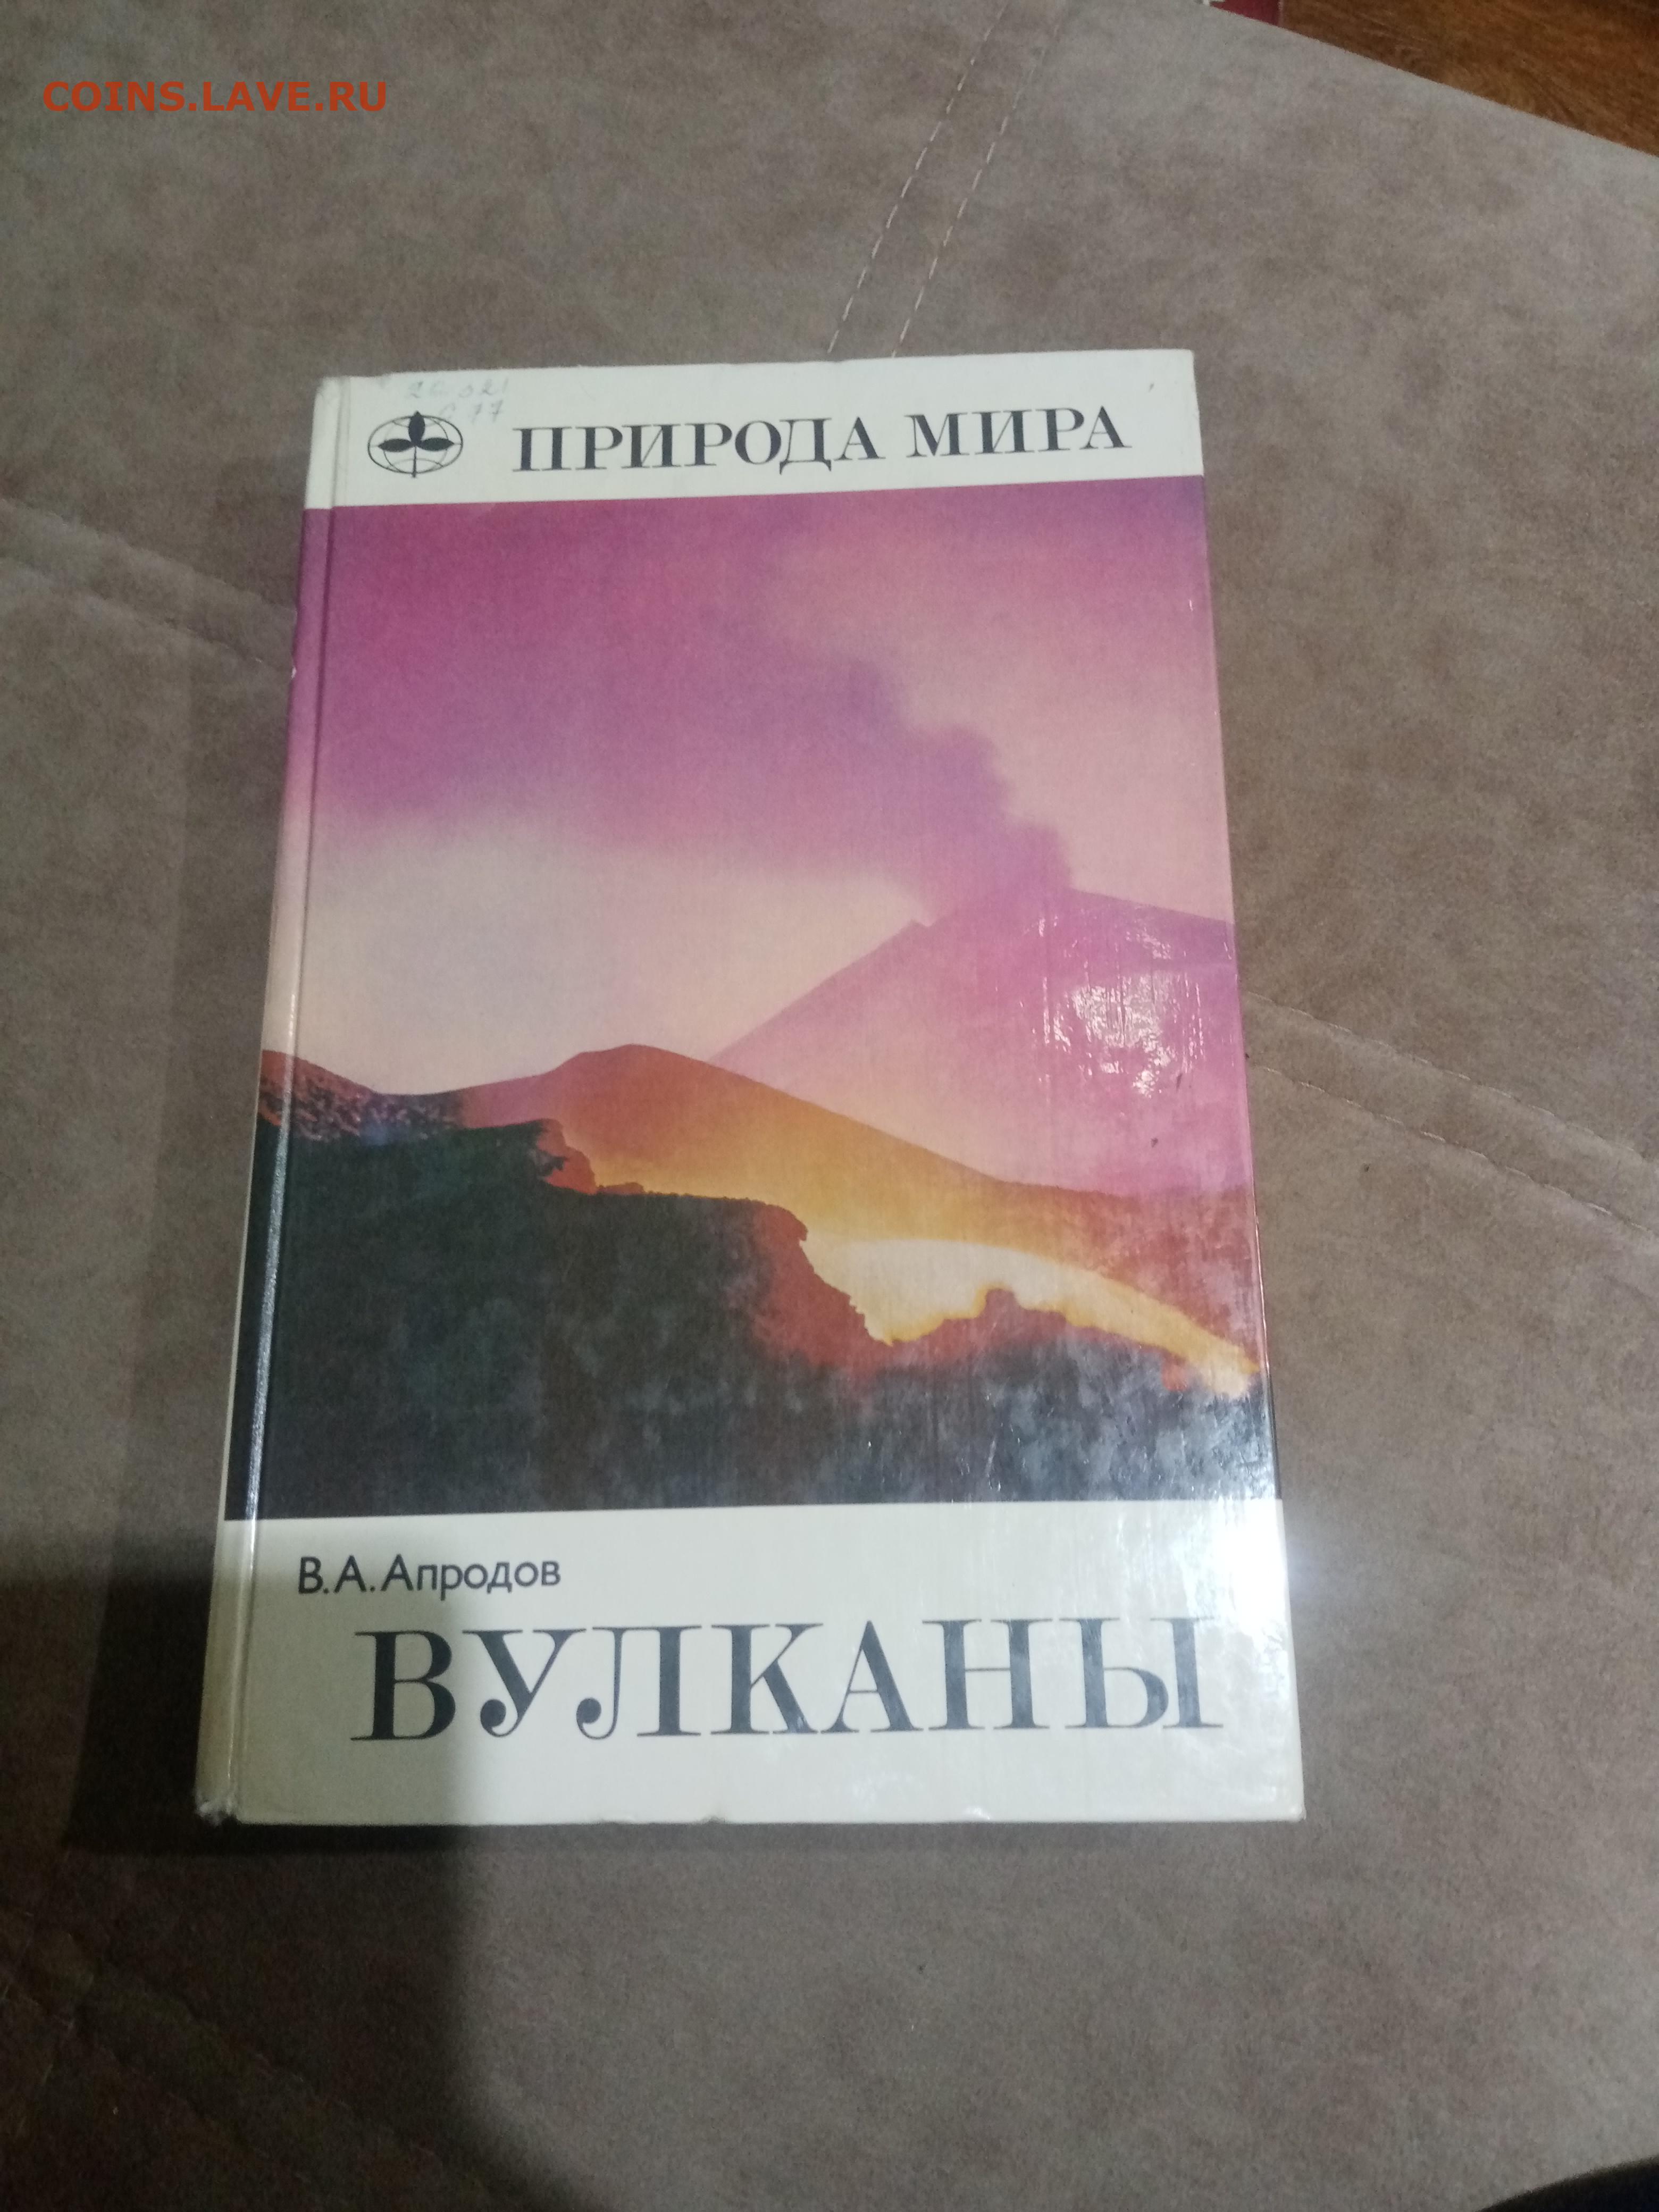 COINS.LAVE.RU
ПРИРОДА МИРА
В.А.Апродов
ВУЛКАНЫ